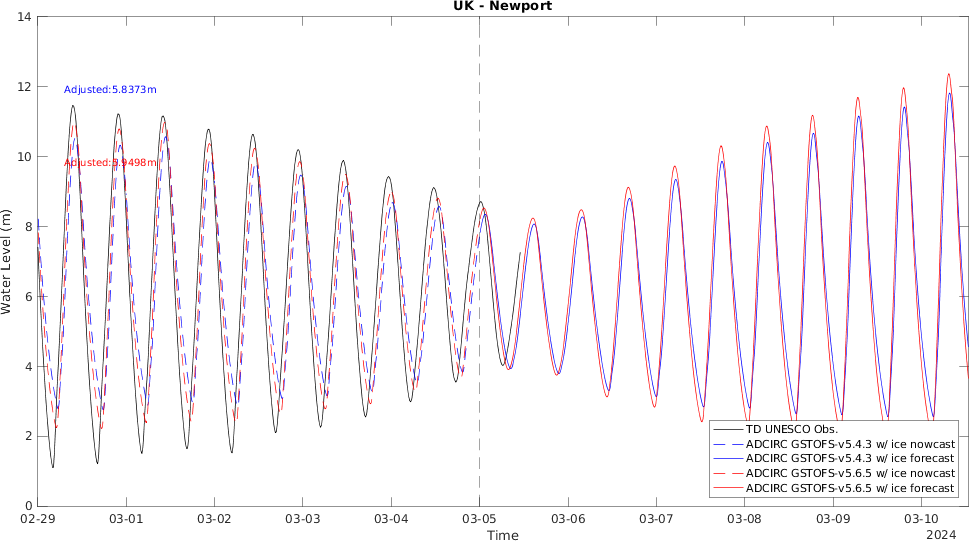 UK - Newport
14
12
10
8
6
4
2
0
Water Level (m)
Adjusted:5.8373m
Adjusted:5.9498m
TD UNESCO Obs.
ADCIRC GSTOFS-v5.4.3 w/ ice nowcast
ADCIRC GSTOFS-v5.4.3 w/ ice forecast
ADCIRC GSTOFS-v5.6.5 w/ ice nowcast
ADCIRC GSTOFS-v5.6.5 w/ ice forecast
02-29 03-01 03-02 03-03 03-04 03-05 03-06 03-07 03-08 03-09 03-10
Time
2024